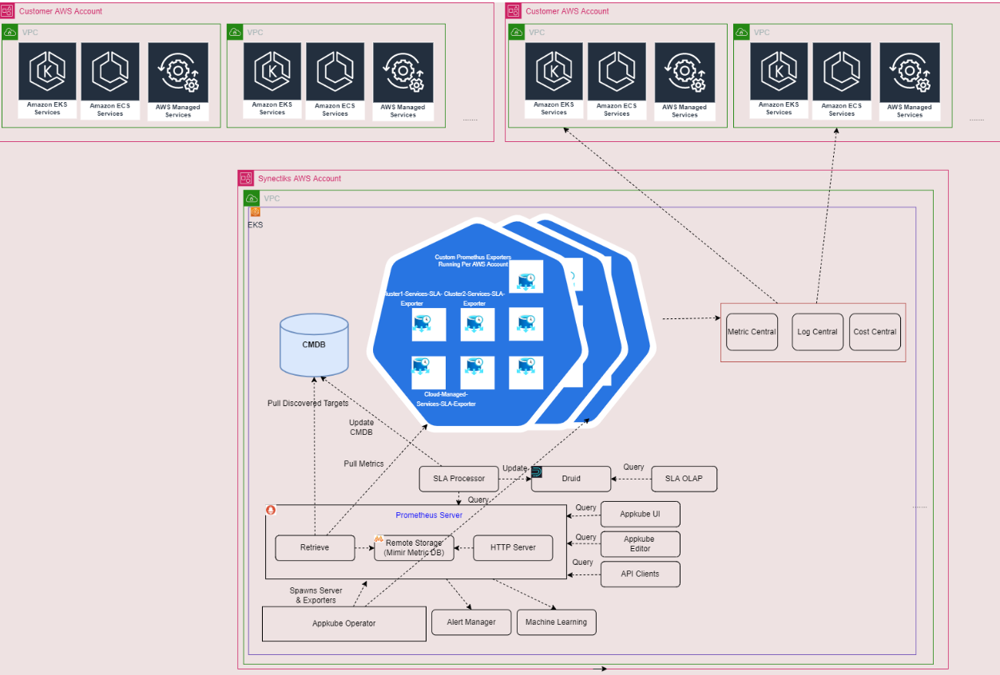 Customer AWS Account
Customer AWS Account
VPC
VPC
VPC
VPC
Amazon EKS
Services
Amazon ECS
Services
AWS Managed
Services
Amazon EKS
Services
Amazon ECS
Services
AWS Managed
Services
Amazon EKS
Services
Amazon ECS
Services
AWS Managed
Services
Amazon EKS
Services
Amazon ECS
Services
AWS Managed
Services
.......
.......
Synectiks AWS Account
VPC
EKS
Custom Promethus Exporters
Running Per AWS Account
luster1-Services-SLA-
Exporter
Cluster2-Services-SLA-
Exporter
Cloud-Managed-
Services-SLA-Exporter
CMDB
Metric Central
Log Central
Cost Central
Pull Discovered Targets
Update
CMDB
Pull Metrics
SLA Processor
Update
Druid
Query
SLA OLAP
Query
Prometheus Server
Query
Appkube UI
.......
Retrieve
Remote Storage
(Mimir Metric DB)
HTTP Server
Query
Appkube
Editor
Query
API Clients
Spawns Server
& Exporters
Appkube Operator
Alert Manager
Machine Learning